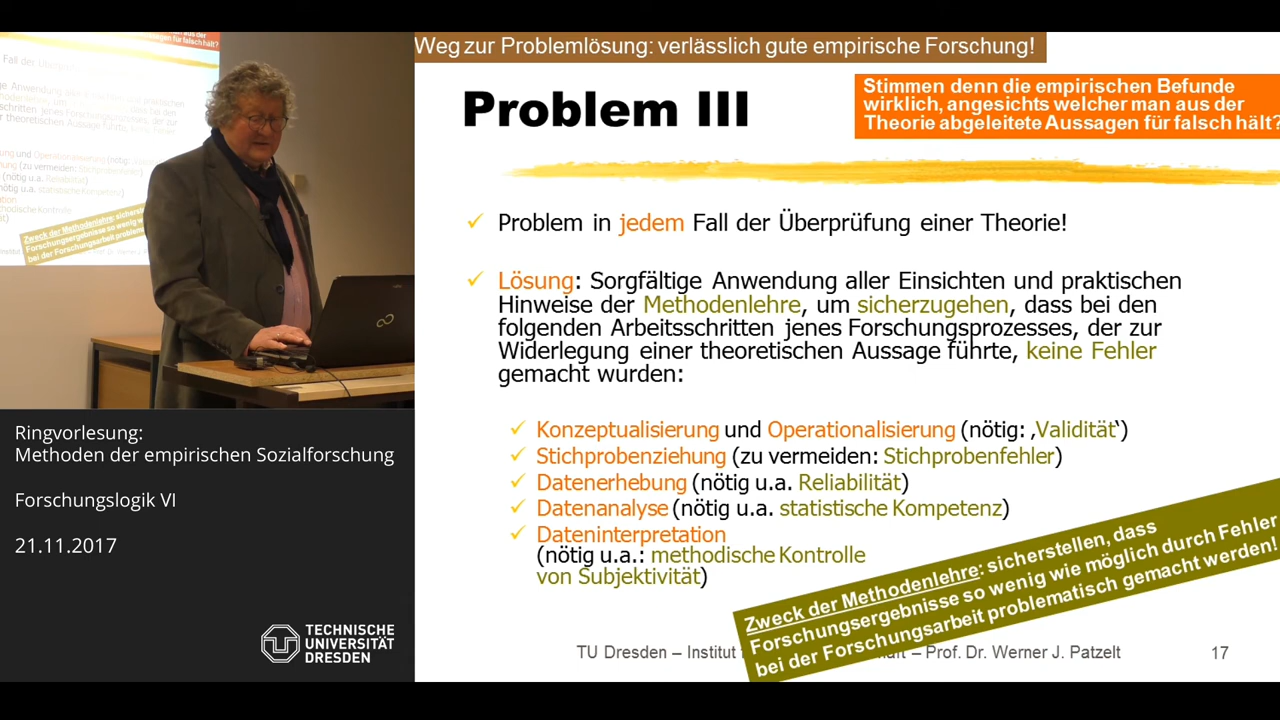 Weg zur Problemlösung: verlässlich gute empirische Forschung!
Stimmen denn die empirischen Befunde
wirklich, angesichts welcher man aus der
Theorie abgeleitete Aussagen für falsch hält?
Problem III
Problem in jedem Fall der Überprüfung einer Theorie!
Lösung: Sorgfältige Anwendung aller Einsichten und praktischen
Hinweise der Methodenlehre, um sicherzugehen, dass bei den
folgenden Arbeitsschritten jenes Forschungsprozesses, der zur
Widerlegung einer theoretischen Aussage führte, keine Fehler
gemacht wurden:
Konzeptualisierung und Operationalisierung (nötig: ‚Validität‘)
Stichprobenziehung (zu vermeiden: Stichprobenfehler)
Datenerhebung (nötig u.a. Reliabilität)
Datenanalyse (nötig u.a. statistische Kompetenz)
Dateninterpretation
(nötig u.a.: methodische Kontrolle
von Subjektivität)
Zweck der Methodenlehre: sicherstellen, dass
Forschungsergebnisse so wenig wie möglich durch Fehler
bei der Forschungsarbeit problematisch gemacht werden!
TU Dresden – Institut – Prof. Dr. Werner J. Patzelt
17
Ringvorlesung:
Methoden der empirischen Sozialforschung
Forschungslogik VI
21.11.2017
TECHNISCHE
UNIVERSITÄT
DRESDEN